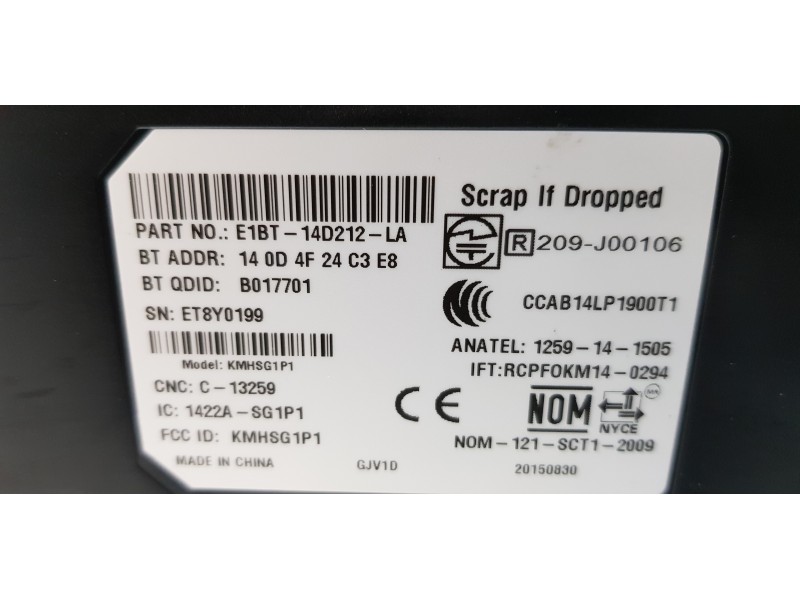 Scrap If Dropped
PART NO.: E1BT-14D212-LA
R 209-J00106
BT ADDR: 14 0D 4F 24 C3 E8
BT QDID: B017701
CCAB14LP1900T1
SN: ET8Y0199
ANATEL: 1259-14-1505
Model: KMHSG1P1
IFT:RCPFOKM14-0294
CNC: C-13259
CE
NOM
IC: 1422A-SG1P1
NYCE
FCC ID: KMHSG1P1
NOM-121-SCT1-2009
MADE IN CHINA
GJV1D
20150830